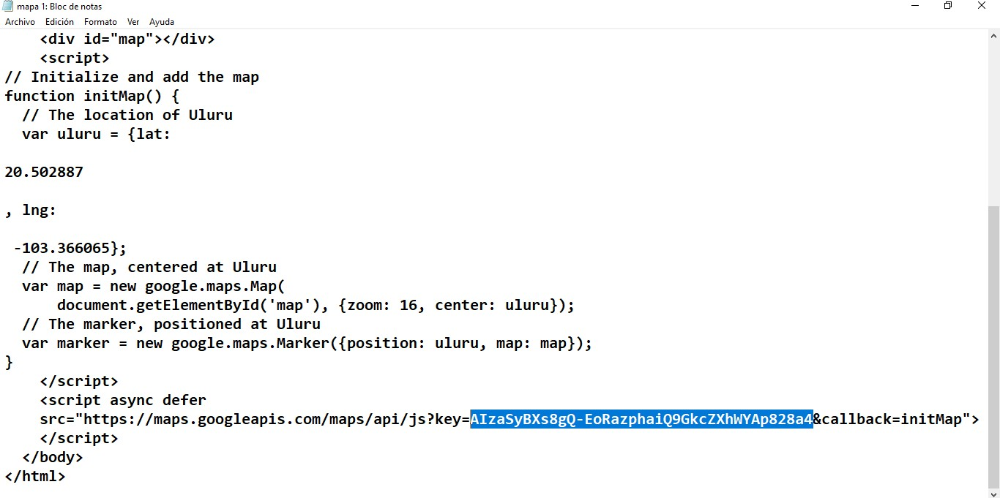 mapa 1: Bloc de notas
Archivo Edición Formato Ver Ayuda
<div id="map"></div>
<script>
// Initialize and add the map
function initMap() {
// The location of Uluru
var uluru = {lat:
20.502887
, lng:
-103.366065};
// The map, centered at Uluru
var map = new google.maps.Map(
document.getElementById('map'), {zoom: 16, center: uluru});
// The marker, positioned at Uluru
var marker = new google.maps.Marker({position: uluru, map: map});
}
</script>
<script async defer
src="https://maps.googleapis.com/maps/api/js?key=AIzaSyBXs8gQ-EoRazphaiQ9GkcZXhWYAp828a4&callback=initMap">
</script>
</body>
</html>